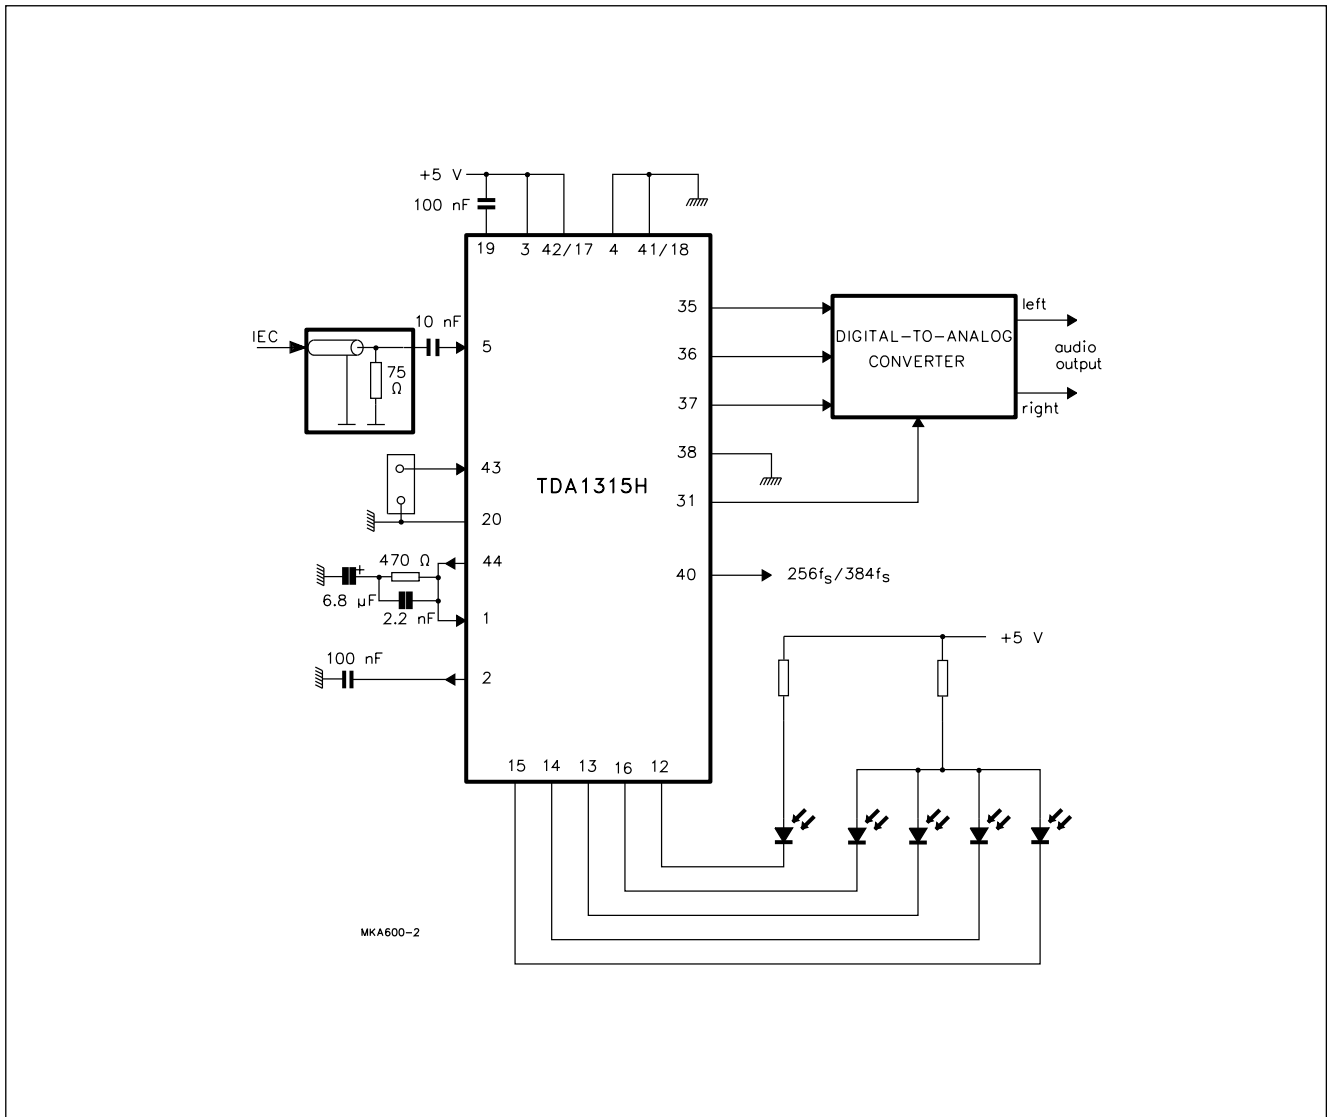 +5 V
100 nF
19 3 42/17 4 41/18
35
left
IEC
10 nF
5
DIGITAL-TO-ANALOG
CONVERTER
audio
output
36
75
Ω
37
right
38
43
TDA1315H
31
20
470 Ω
44
40
256fs/384fs
+
6.8 µF
2.2 nF
1
+5 V
100 nF
2
15 14 13 16 12
MKA600-2